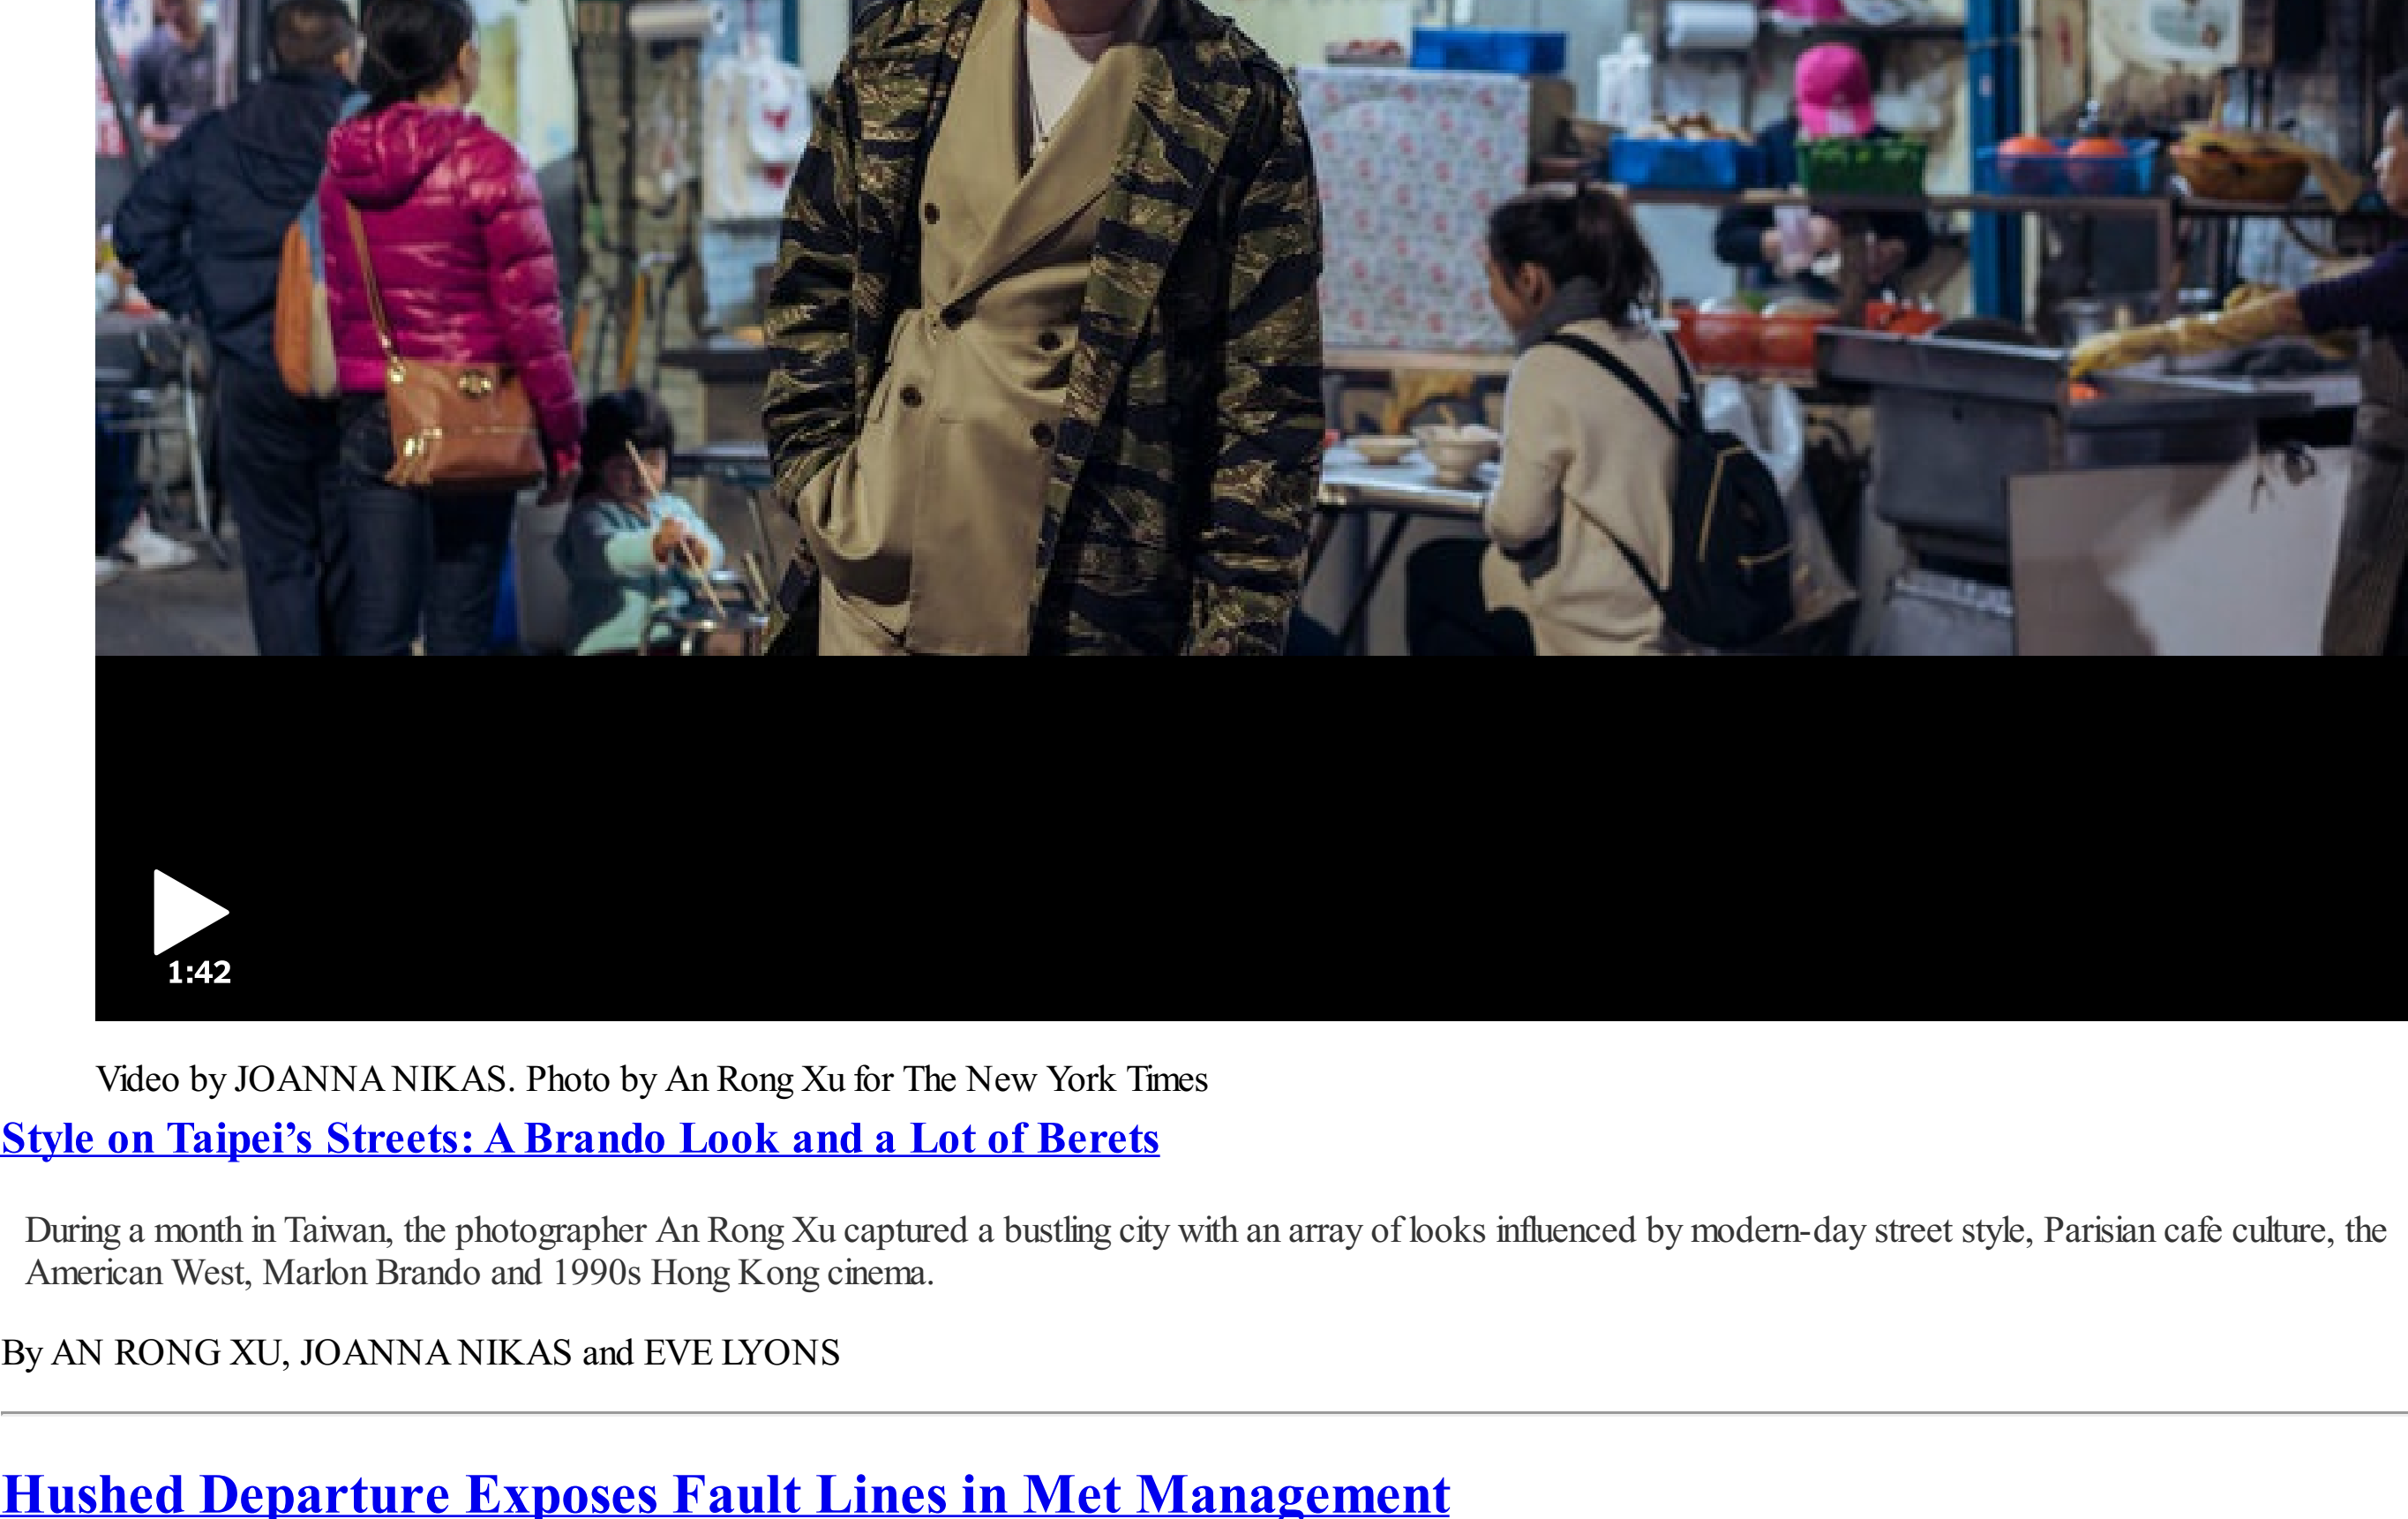 1:42
Video by JOANNA NIKAS. Photo by An Rong Xu for The New York Times
Style on Taipei’s Streets: A Brando Look and a Lot of Berets
During a month in Taiwan, the photographer An Rong Xu captured a bustling city with an array of looks influenced by modern-day street style, Parisian cafe culture, the
American West, Marlon Brando and 1990s Hong Kong cinema.
By AN RONG XU, JOANNA NIKAS and EVE LYONS
Hushed Departure Exposes Fault Lines in Met Management